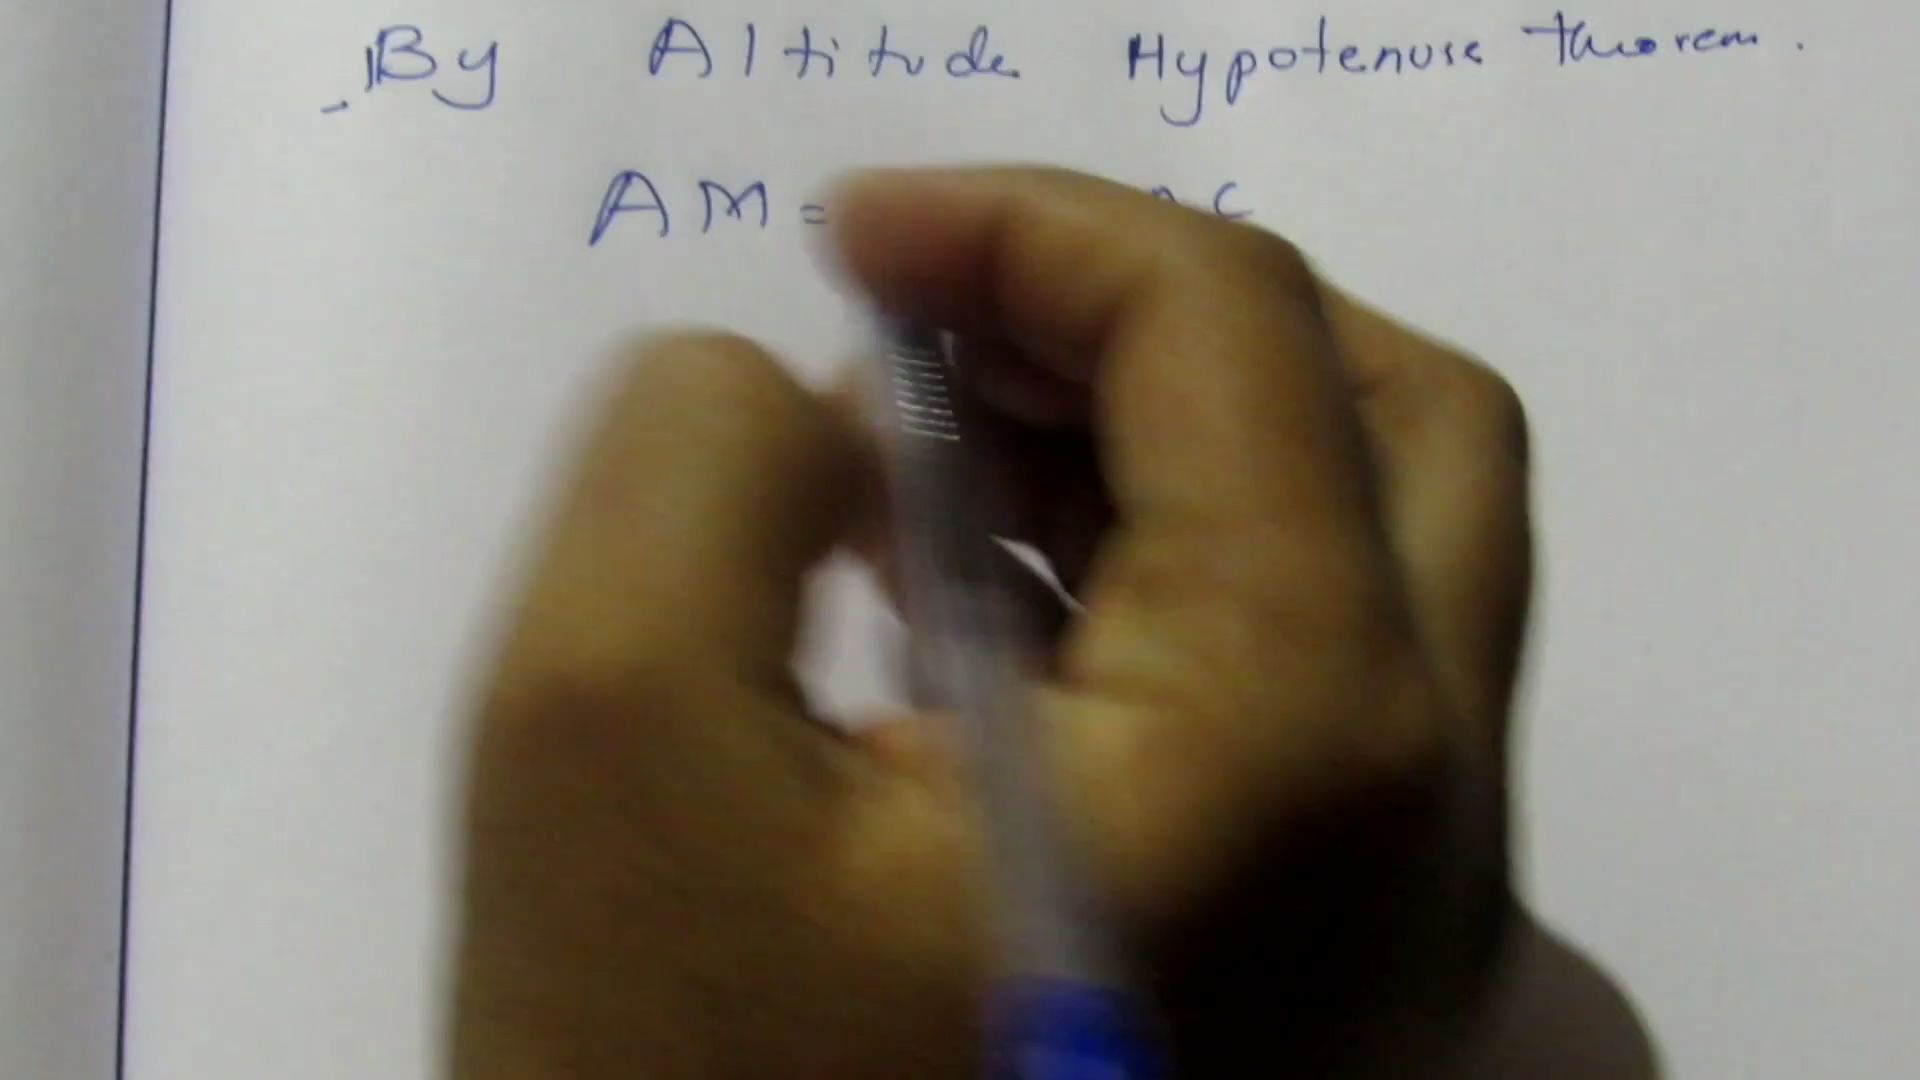 By Altitude Hypotenuse theorem.
AM =